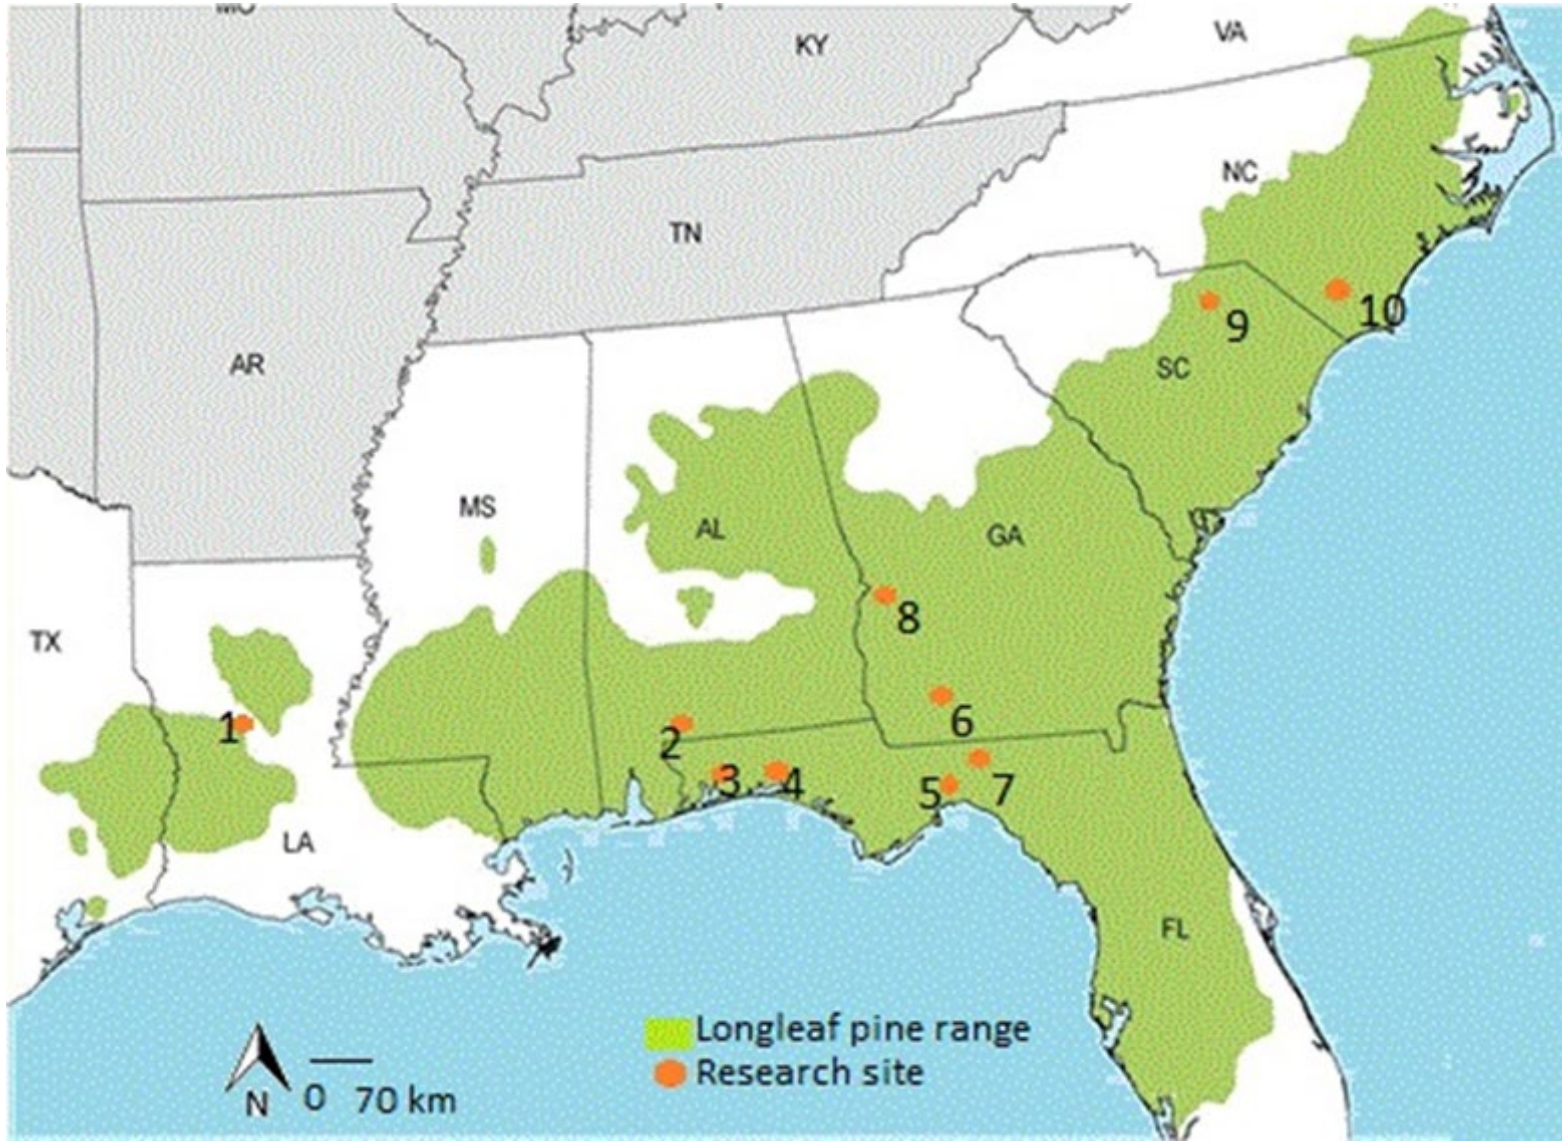 MO
KY
VA
NC
TN
AR
9
10
SC
MS
AL
GA
TX
8
1
2
6
3
4
5
7
LA
FL
Longleaf pine range
Research site
N
0 70 km